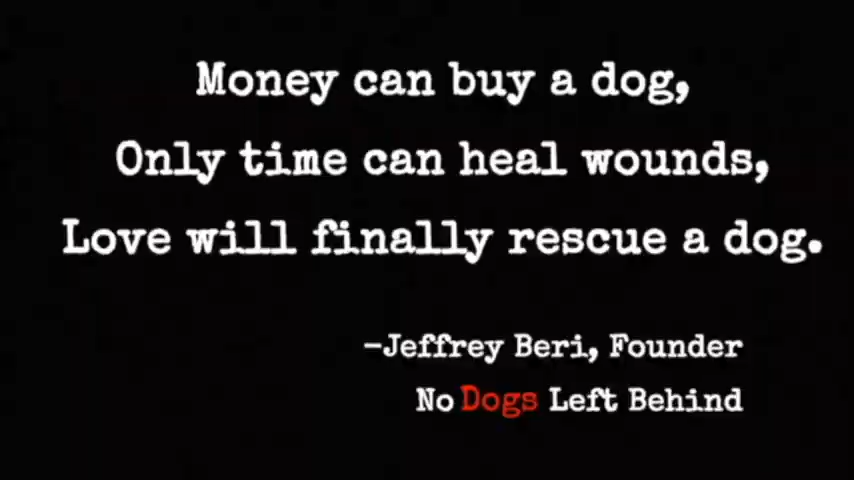 Money can buy a dog,
Only time can heal wounds,
Love will finally rescue a dog.
-Jeffrey Beri, Founder
No Dogs Left Behind